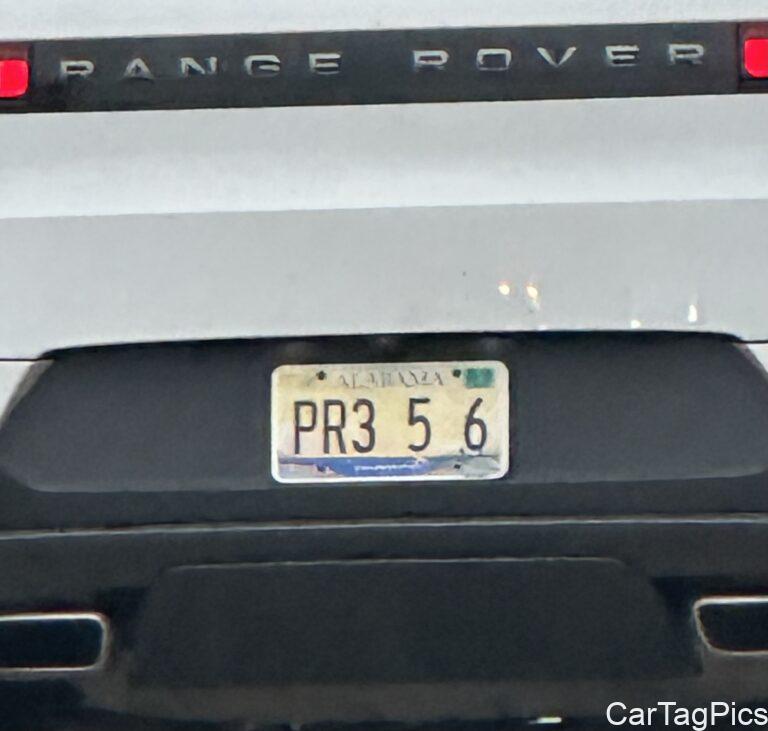 RANGE ROVER
ALABAMA
PR3 5 6
CarTagPics